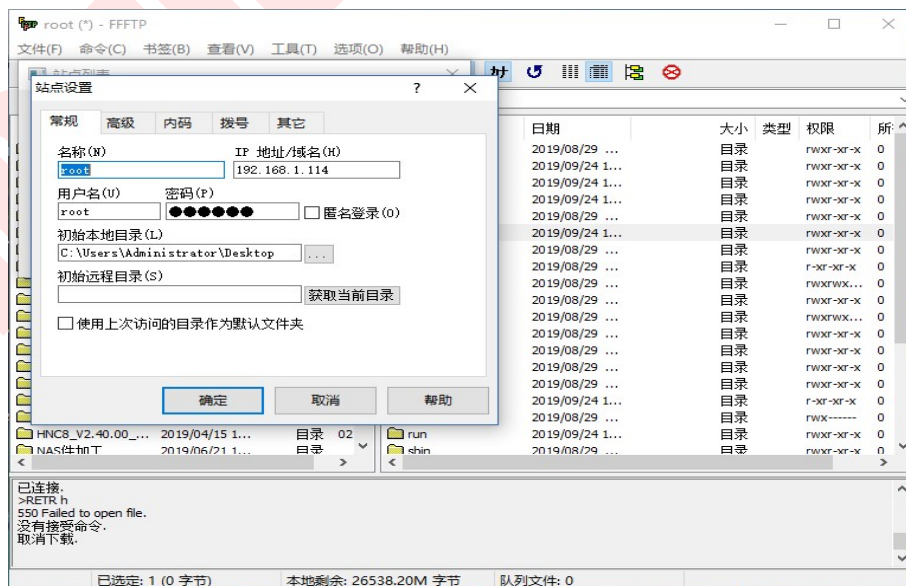 root (*) - FFFTP
文件(F) 命令(C) 书签(B) 查看(V) 工具(T) 选项(O) 帮助(H)
站点列表
站点设置 ?
常规 高级 内码 拨号 其它
名称(N) IP 地址/域名(H)
root 192.168.1.114
用户名(U) 密码(P)
root ●●●●●● 匿名登录(O)
初始本地目录(L)
C:\Users\Administrator\Desktop ...
初始远程目录(S)
获取当前目录
使用上次访问的目录作为默认文件夹
确定 取消 帮助
日期 大小 类型 权限 所
2019/08/29 ... 目录 rwxr-xr-x 0
2019/09/24 1... 目录 rwxr-xr-x 0
2019/09/24 1... 目录 rwxr-xr-x 0
2019/09/24 1... 目录 rwxr-xr-x 0
2019/08/29 ... 目录 rwxr-xr-x 0
2019/09/24 1... 目录 rwxr-xr-x 0
2019/08/29 ... 目录 rwxr-xr-x 0
2019/08/29 ... 目录 r-xr-xr-x 0
2019/08/29 ... 目录 rwxrwx... 0
2019/08/29 ... 目录 rwxr-xr-x 0
2019/08/29 ... 目录 rwxrwx... 0
2019/08/29 ... 目录 rwxr-xr-x 0
2019/08/29 ... 目录 rwxr-xr-x 0
2019/08/29 ... 目录 rwxr-xr-x 0
2019/08/29 ... 目录 rwxr-xr-x 0
2019/09/24 1... 目录 r-xr-xr-x 0
2019/08/29 ... 目录 rwx------ 0
HNC8_V2.40.00_... 2019/04/15 1... 目录 02 run 2019/09/24 1... 目录 rwxr-xr-x 0
NAS件加工 2019/06/21 1... 目录 sbin 2019/08/29 ... 目录 rwxr-xr-x 0
已连接.
>RETR h
550 Failed to open file.
没有接受命令.
取消下载.
已选定: 1 (0 字节) 本地剩余: 26538.20M 字节 队列文件: 0